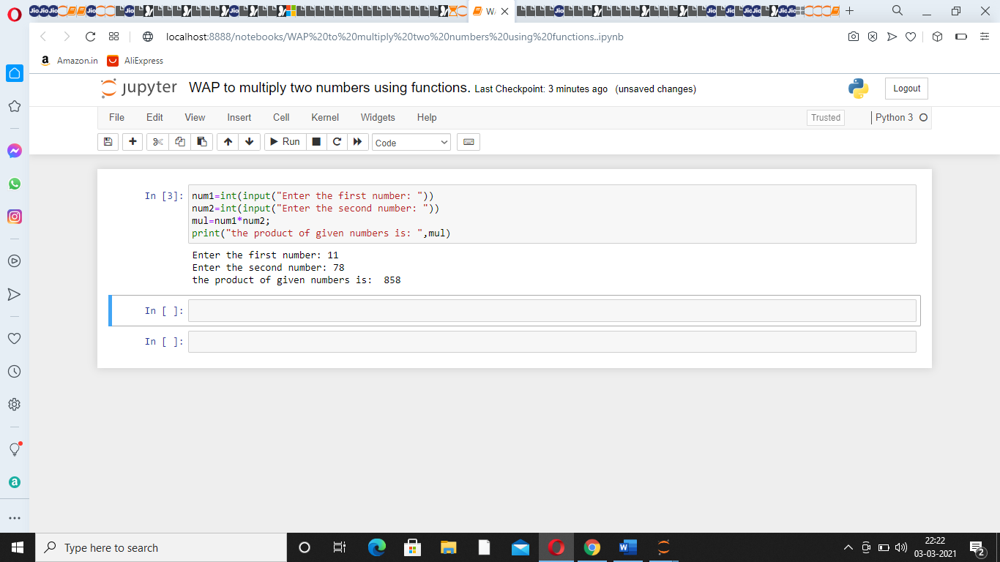 W
localhost:8888/notebooks/WAP%20to%20multiply%20two%20numbers%20using%20functions..ipynb
a Amazon.in AliExpress
jupyter WAP to multiply two numbers using functions. Last Checkpoint: 3 minutes ago (unsaved changes) Logout
File Edit View Insert Cell Kernel Widgets Help Trusted Python 3
Run Code
In [3]: num1=int(input("Enter the first number: "))
num2=int(input("Enter the second number: "))
mul=num1*num2;
print("the product of given numbers is: ",mul)
Enter the first number: 11
Enter the second number: 78
the product of given numbers is:  858
In [ ]:
In [ ]:
a
Type here to search
22:22
03-03-2021
2